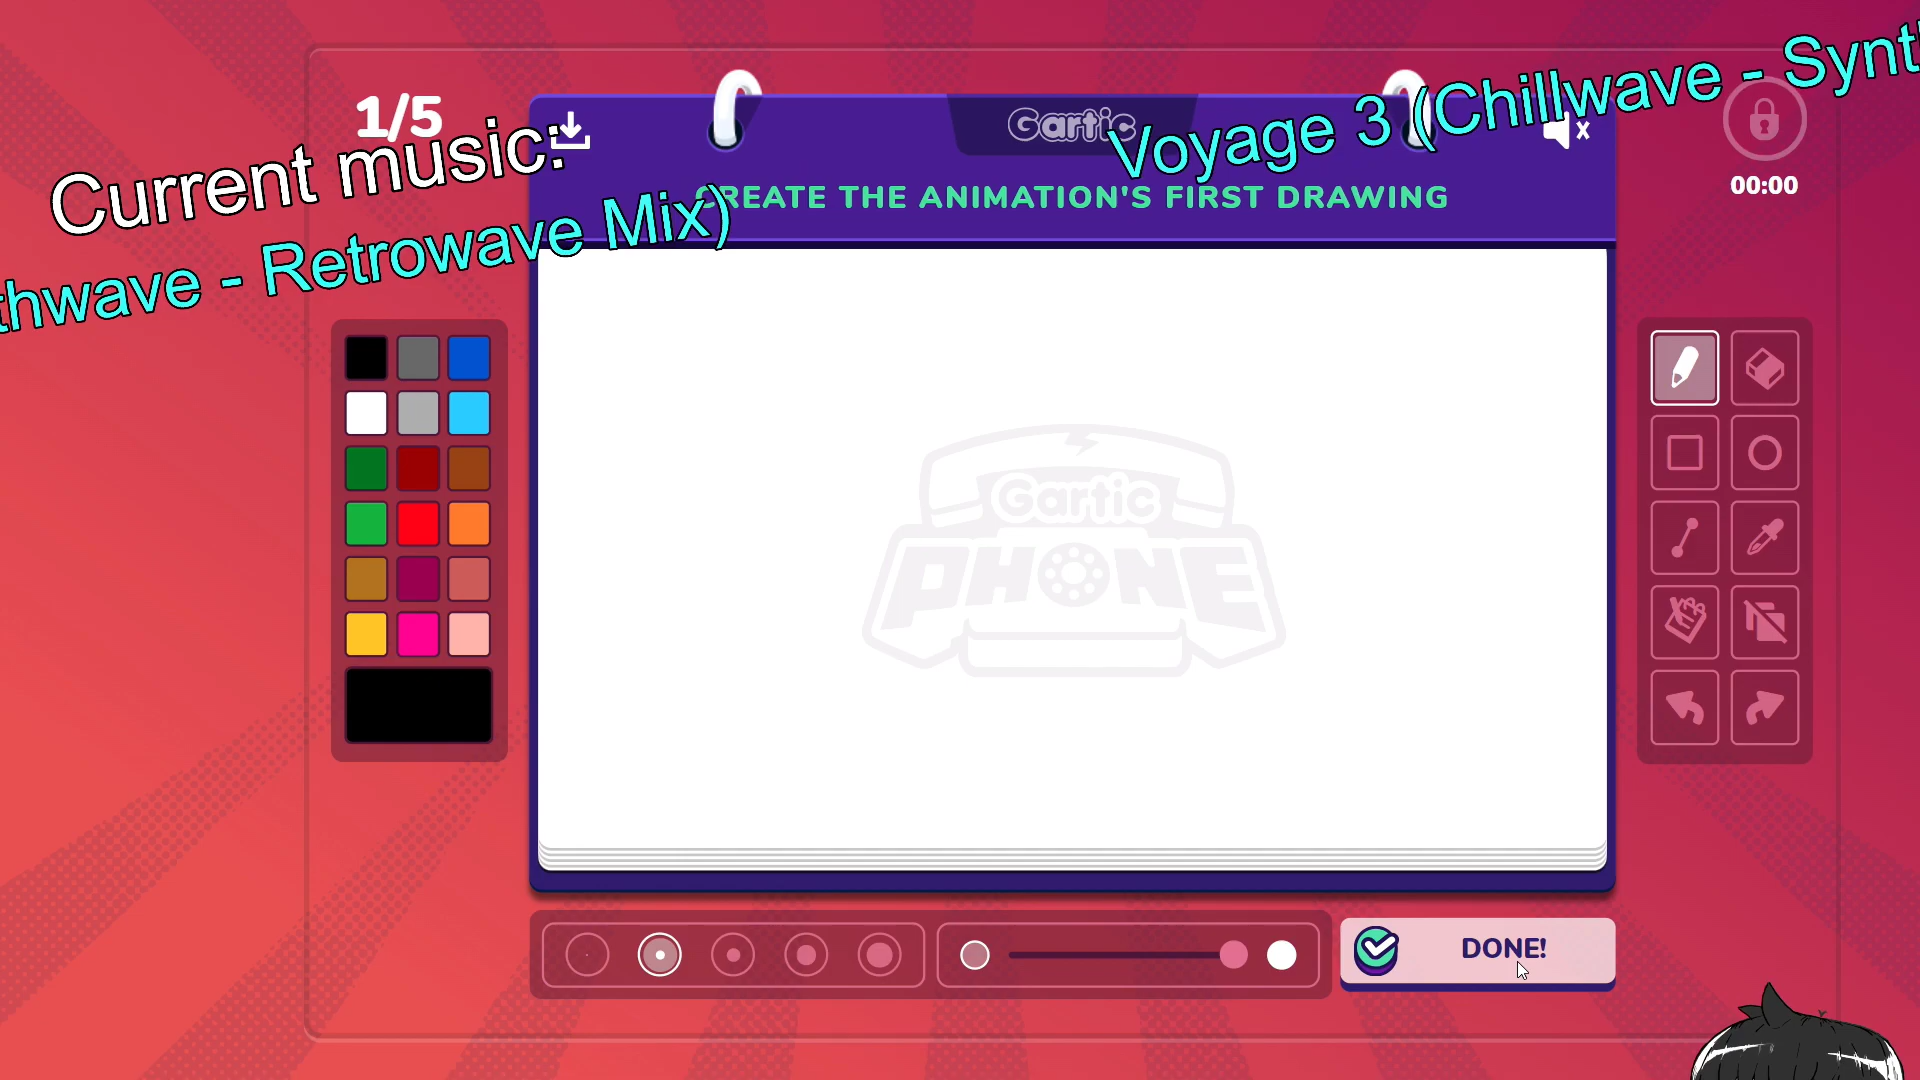 1/5
Current music:
thwave - Retrowave Mix)
Voyage 3 (Chillwave - Synt
Gartic
CREATE THE ANIMATION'S FIRST DRAWING
00:00
Gartic
PHONE
DONE!